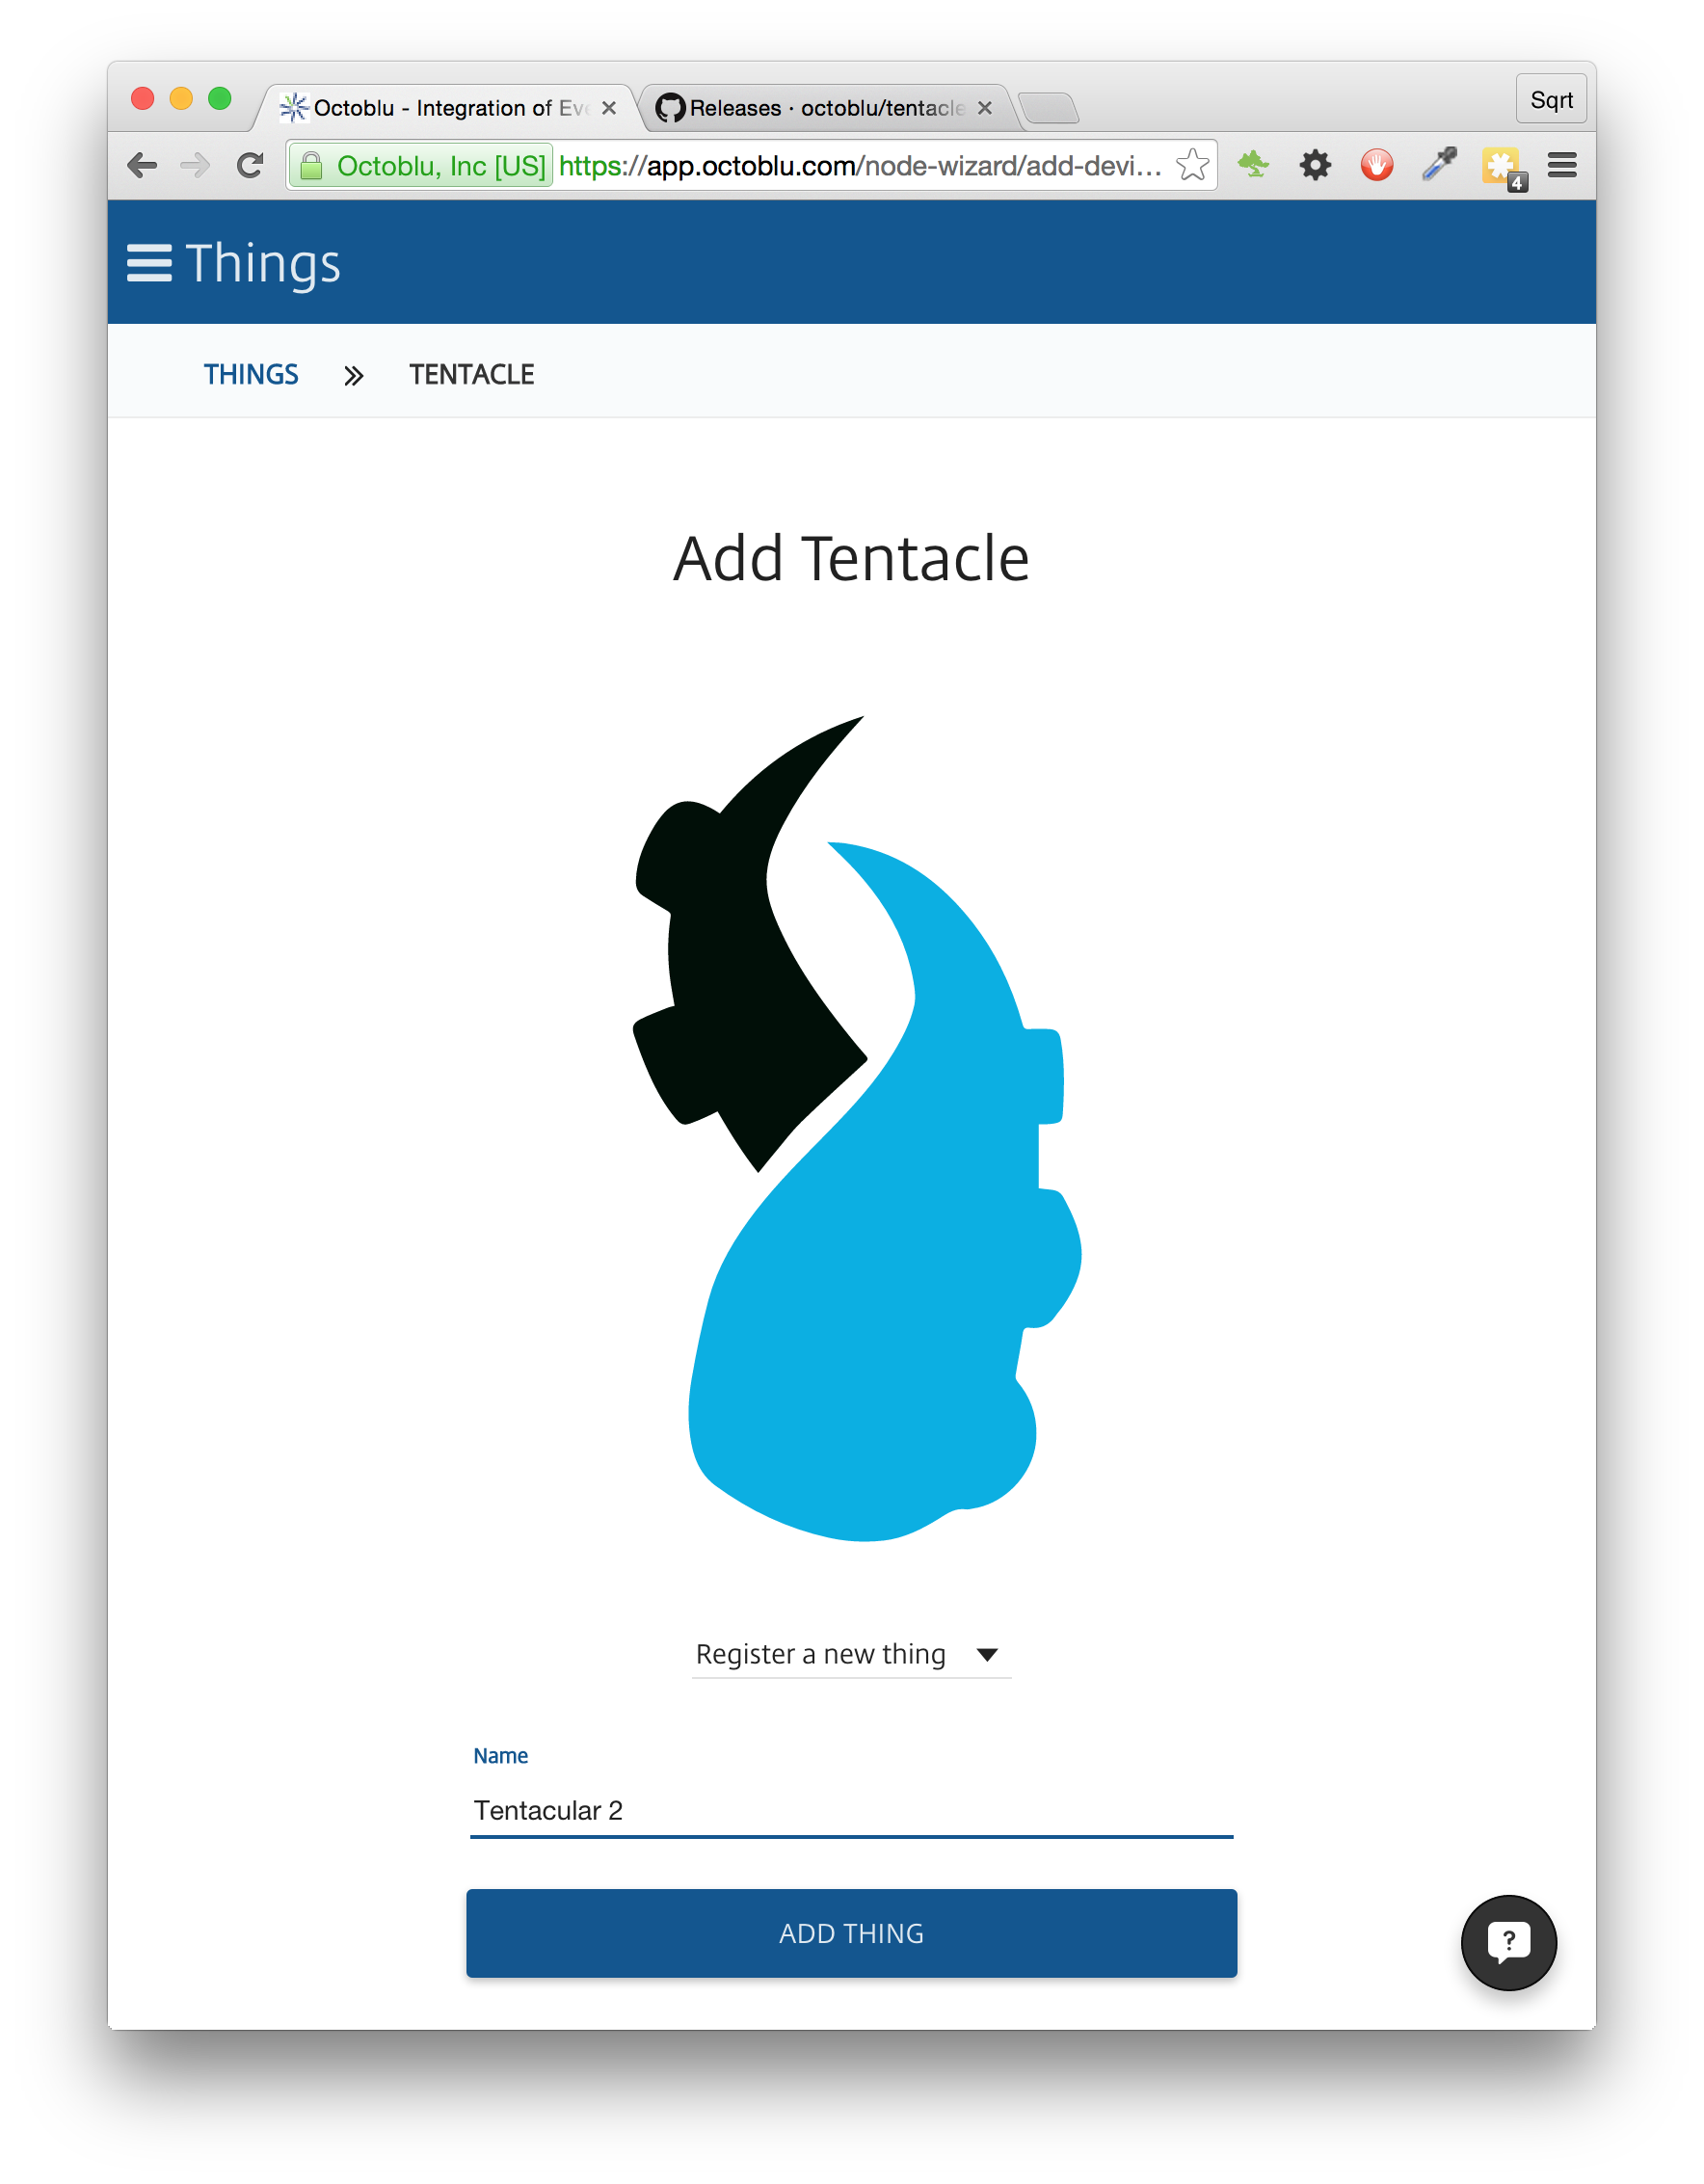 Octoblu - Integration of Eve
Releases · octoblu/tentacle
Sqrt
Octoblu, Inc [US] https://app.octoblu.com/node-wizard/add-devi...
4
Things
THINGS » TENTACLE
Add Tentacle
Register a new thing
Name
Tentacular 2
ADD THING
?